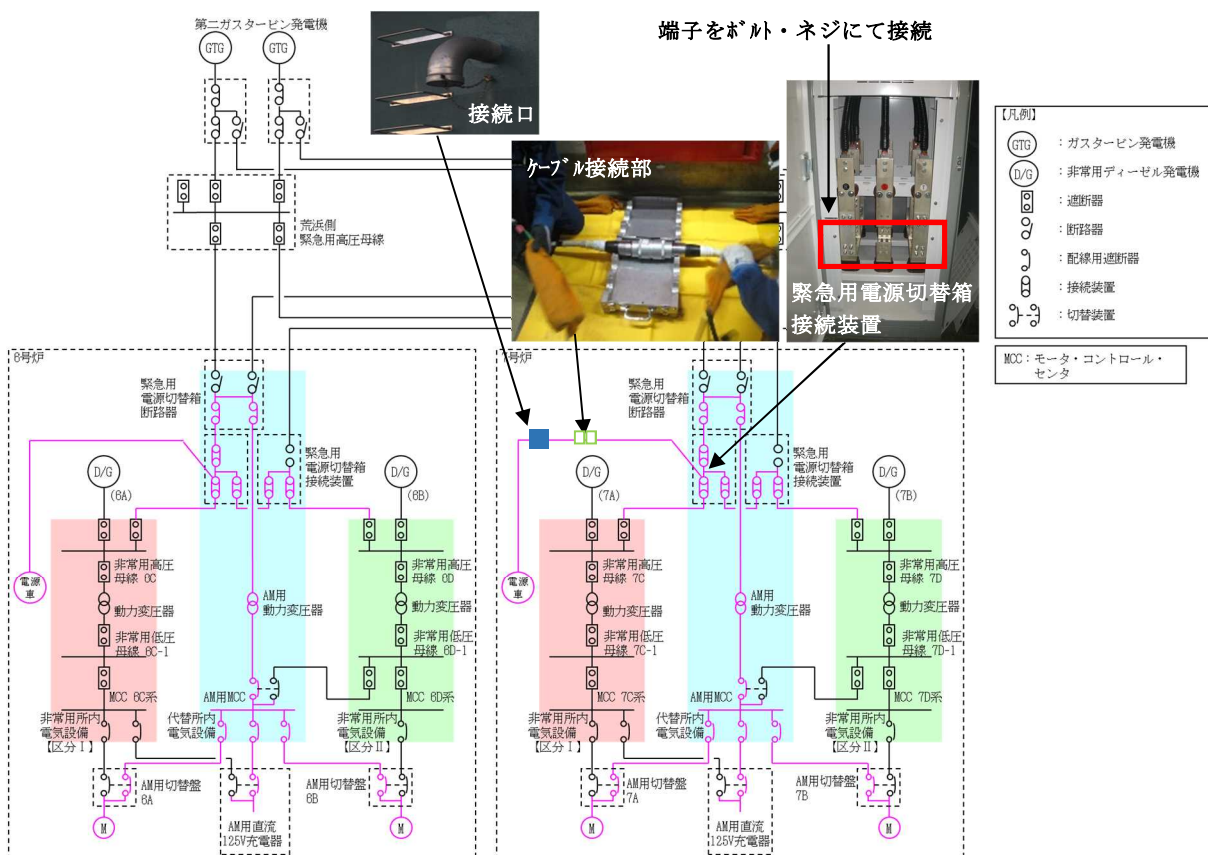 第二ガスタービン発電機
GTG
GTG
接続口
ケーブル接続部
端子をボルト・ネジにて接続
緊急用電源切替箱
接続装置
【凡例】
GTG
：ガスタービン発電機
D/G
：非常用ディーゼル発電機
：遮断器
：断路器
：配線用遮断器
：接続装置
：切替装置
MCC：モータ・コントロール・
センタ
荒浜側
緊急用高圧母線
6号炉
緊急用
電源切替箱
断路器
緊急用
電源切替箱
接続装置
D/G
(6A)
D/G
(6B)
電源
車
非常用高圧
母線 6C
動力変圧器
非常用低圧
母線 6C-1
MCC 6C系
AM用
動力変圧器
AM用MCC
非常用高圧
母線 6D
動力変圧器
非常用低圧
母線 6D-1
MCC 6D系
非常用所内
電気設備
【区分Ⅰ】
代替所内
電気設備
非常用所内
電気設備
【区分Ⅱ】
AM用切替盤
6A
AM用切替盤
6B
M
M
AM用直流
125V充電器
7号炉
緊急用
電源切替箱
断路器
緊急用
電源切替箱
接続装置
D/G
(7A)
D/G
(7B)
電源
車
非常用高圧
母線 7C
動力変圧器
非常用低圧
母線 7C-1
MCC 7C系
AM用
動力変圧器
AM用MCC
非常用高圧
母線 7D
動力変圧器
非常用低圧
母線 7D-1
MCC 7D系
非常用所内
電気設備
【区分Ⅰ】
代替所内
電気設備
非常用所内
電気設備
【区分Ⅱ】
AM用切替盤
7A
AM用切替盤
7B
M
M
AM用直流
125V充電器